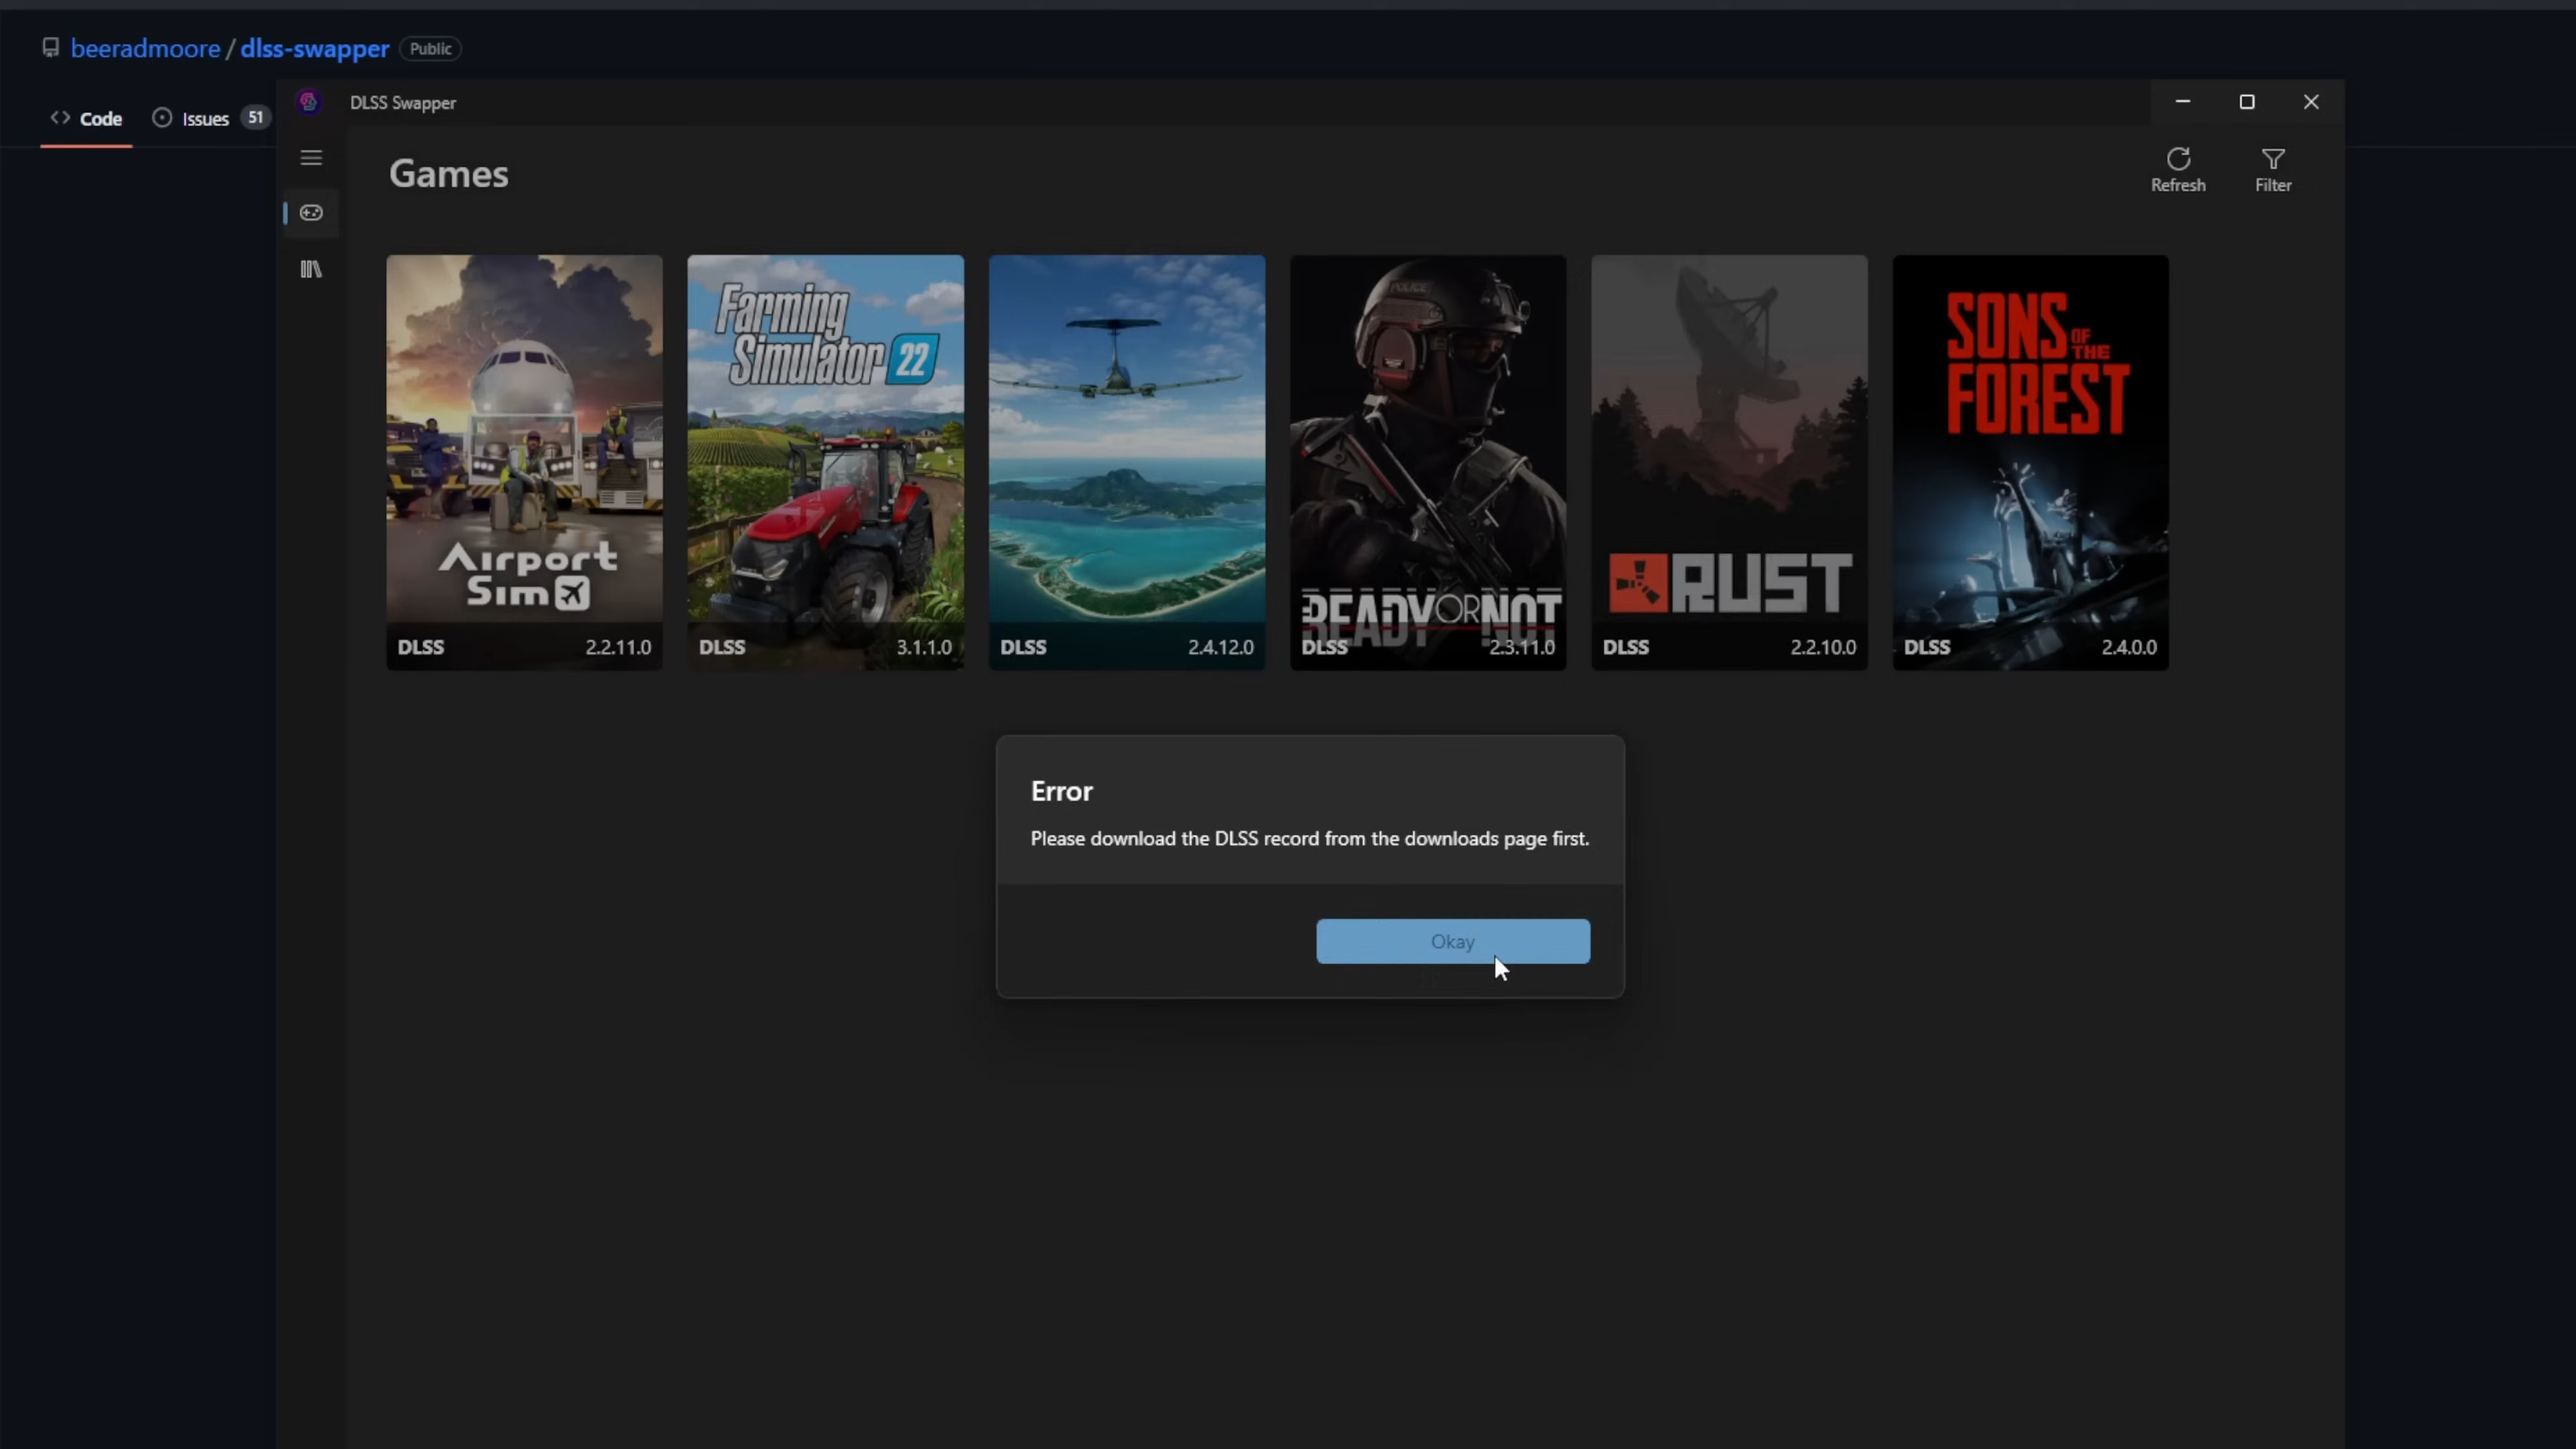 beeradmoore / dlss-swapper Public
Code Issues 51
DLSS Swapper
Games
Refresh Filter
Airport
Sim
DLSS 2.2.11.0
Farming
Simulator 22
DLSS 3.1.1.0
DLSS 2.4.12.0
POLICE
READY OR NOT
DLSS 2.3.11.0
RUST
DLSS 2.2.10.0
SONS
OF
THE
FOREST
DLSS 2.4.0.0
Error
Please download the DLSS record from the downloads page first.
Okay